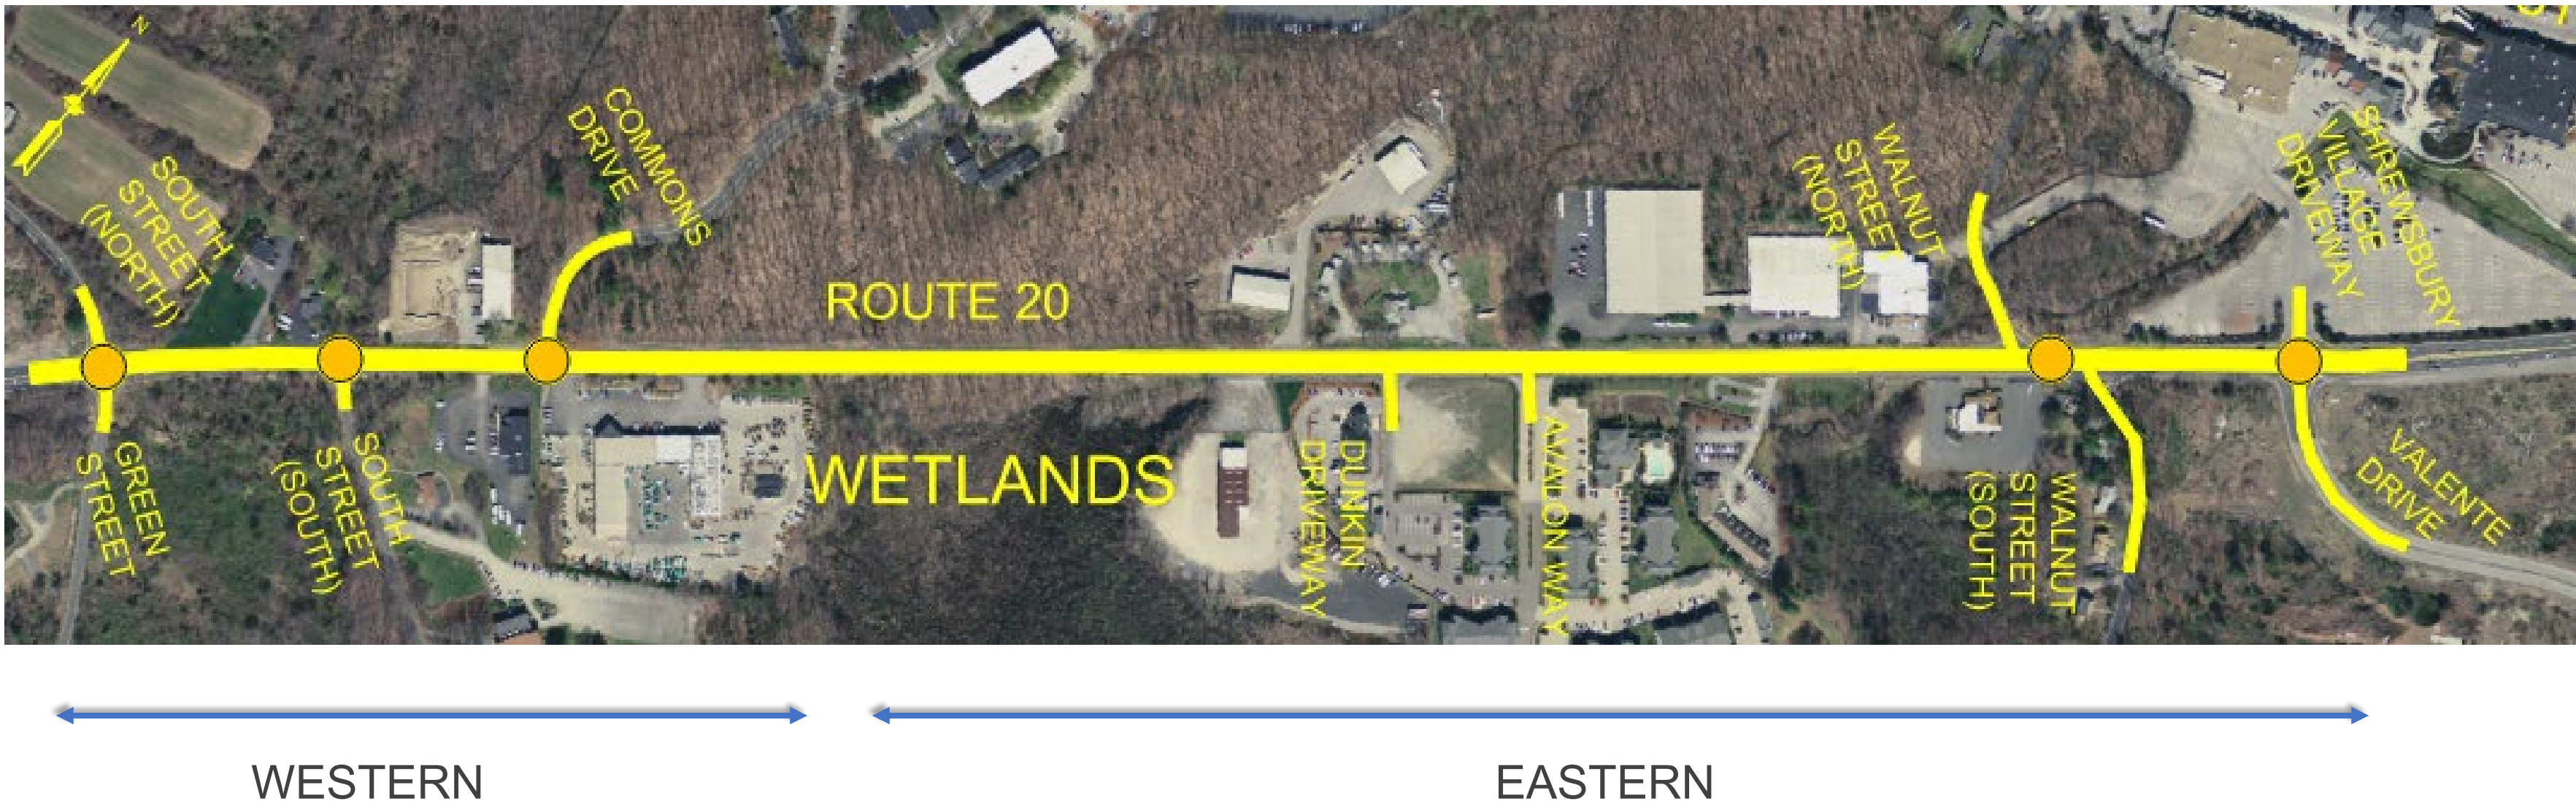 N
SOUTH
STREET
(NORTH)
COMMONS
DRIVE
ROUTE 20
WALNUT
STREET
(NORTH)
SHREWSBURY
VILLAGE
DRIVEWAY
GREEN
STREET
SOUTH
STREET
(SOUTH)
WETLANDS
DUNKIN
DRIVEWAY
AVALON WAY
WALNUT
STREET
(SOUTH)
VALENTE
DRIVE
WESTERN
EASTERN